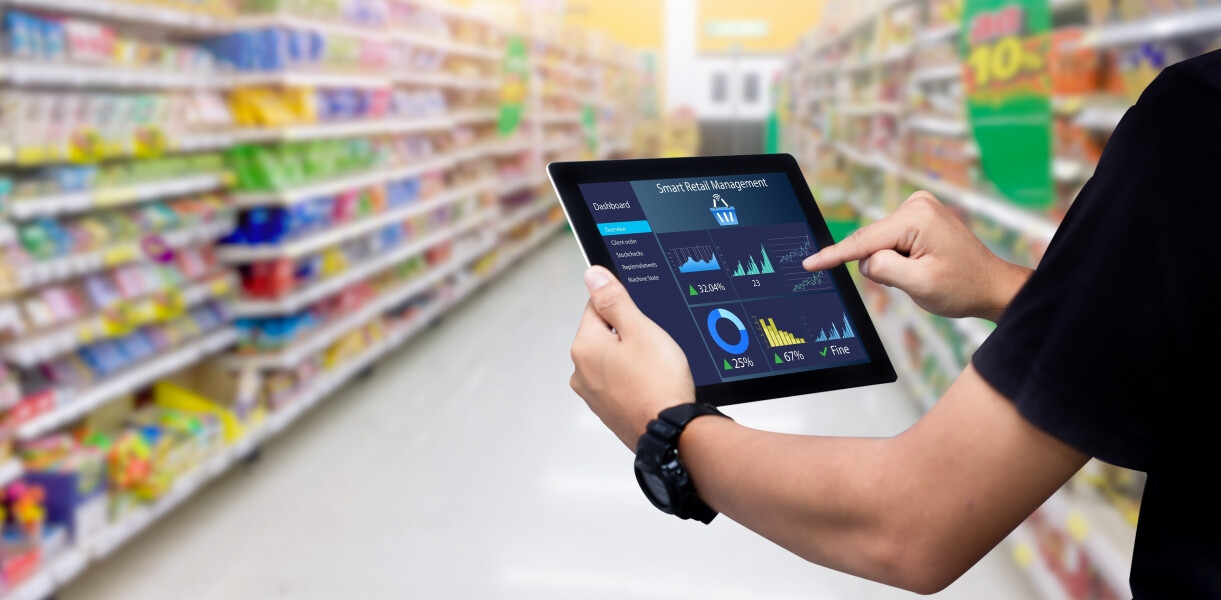 Smart Retail Management
Dashboard
Overview
Client order
Stockchecks
Replenishments
Machine State
32.04%
23
25%
67%
Fine
10%